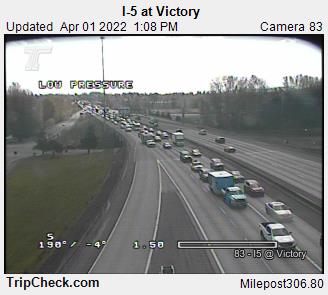 I-5 at Victory
Updated Apr 01 2022 1:08 PM Camera 83
LOW PRESSURE
S
190°/ -4° 1.50
83 - I5 @ Victory
TripCheck.com Milepost306.80